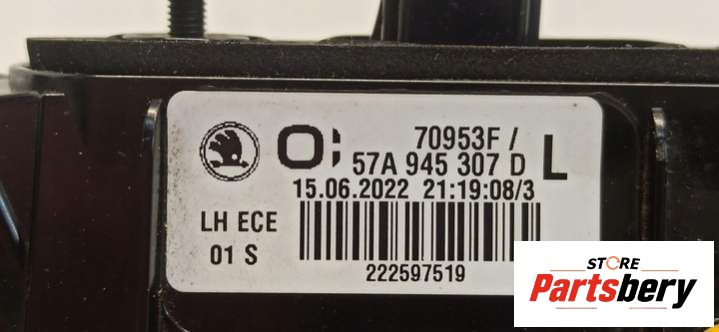 O: 70953F /
57A 945 307 D L
15.06.2022 21:19:08/3
LH ECE
01 S
222597519
STORE
Partsbery